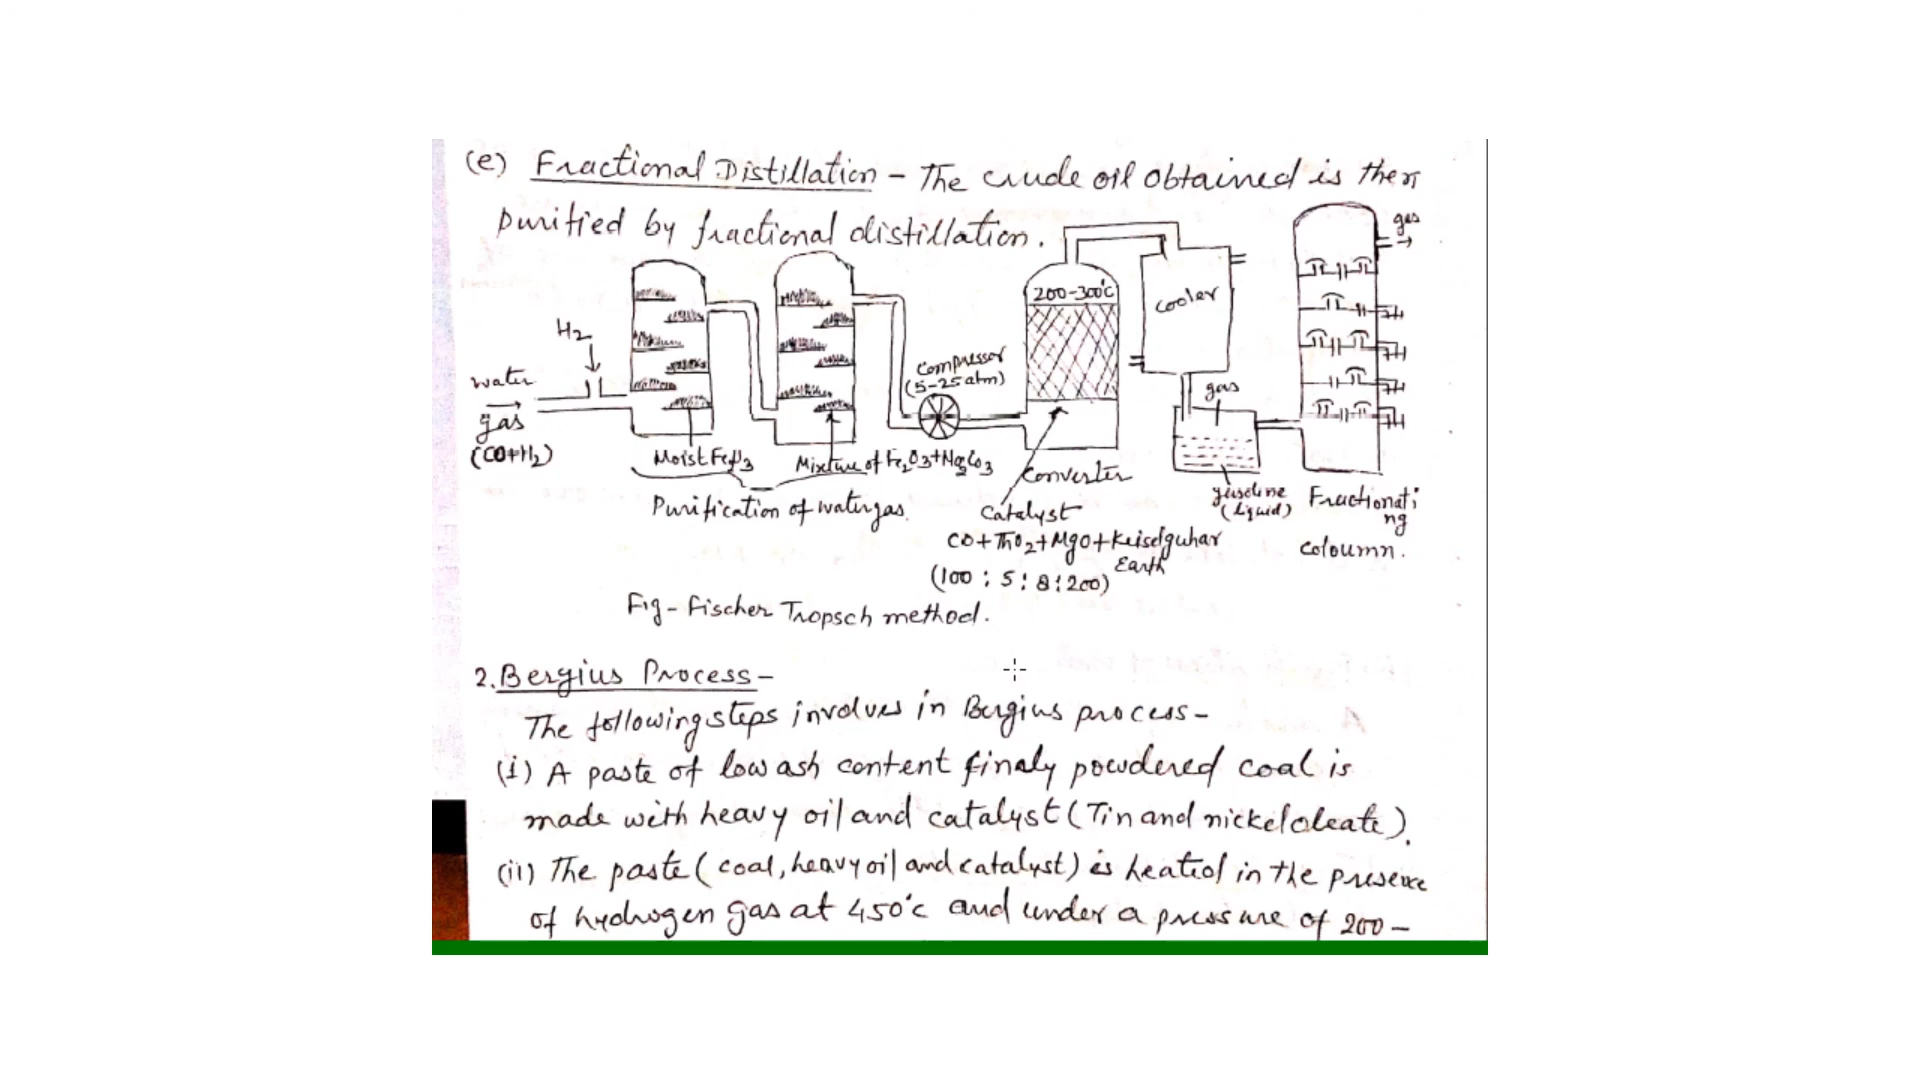 (e) Fractional Distillation - The crude oil obtained is then
purified by fractional distillation.
gas
200-300°C
cooler
H2
water
gas
(CO+H2)
Compressor
(5-25 atm)
gas
Moist
Mixture of Fe2O3+Na2CO3
Converter
Purification of watergas.
Catalyst
gasoline
(liquid)
Fractionati
ng
coloumn.
CO+ThO2+MgO+Keiselguhar
Earth
(100 : 5 : 8 : 200)
Fig - Fischer Tropsch method.
2. Bergius Process -
The following steps involves in Bergius process -
(i) A paste of low ash content finaly powdered coal is
made with heavy oil and catalyst (Tin and nickel oleate).
(ii) The paste (coal, heavy oil and catalyst) is heated in the presence
of hydrogen gas at 450°C and under a pressure of 200 -